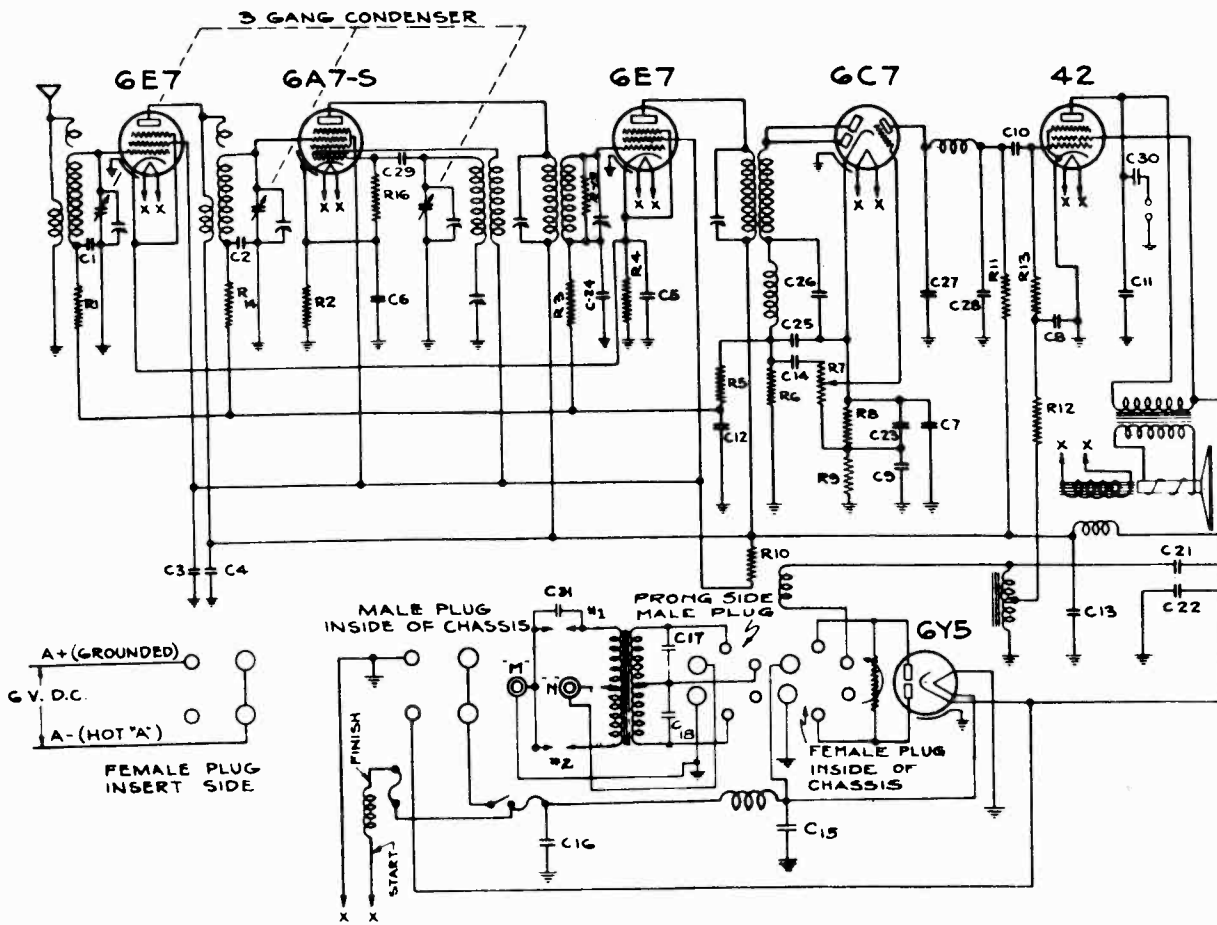 3 GANG CONDENSER
6E7
6A7-S
6E7
6C7
42
C1
R1
C2
R14
X X
R2
C29
R16
C6
X X
R3
C-24
R4
C5
X X
R5
C12
C26
C25
C14
R6
R7
R8
R9
C23
C9
C7
X X
C27
C28
C10
R11
R13
C8
R12
X X
C30
C11
X X
C3
C4
R10
C13
C21
C22
A+ (GROUNDED)
6 V. D.C.
A- (HOT "A")
FEMALE PLUG
INSERT SIDE
MALE PLUG
INSIDE OF CHASSIS
C31
#1
"M"
"N"
#2
C17
C18
PRONG SIDE
MALE PLUG
6Y5
FEMALE PLUG
INSIDE OF
CHASSIS
FINISH
START
X X
C16
C15